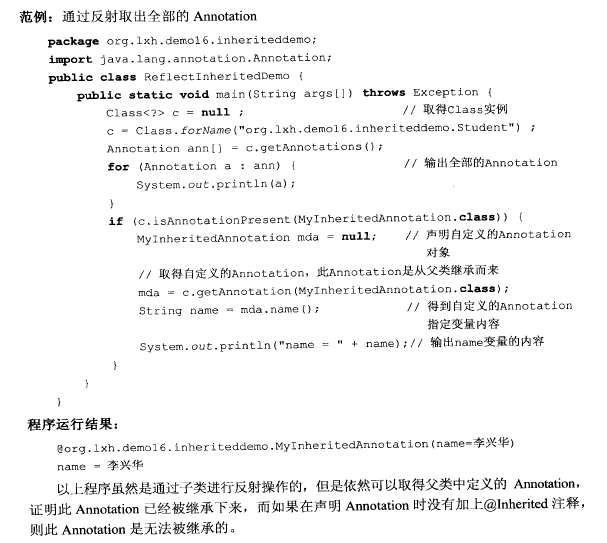 范例：通过反射取出全部的 Annotation
package org.lxh.demo16.inheriteddemo;
import java.lang.annotation.Annotation;
public class ReflectInheritedDemo {
public static void main(String args[]) throws Exception {
Class<?> c = null ; // 取得Class实例
c = Class.forName("org.lxh.demo16.inheriteddemo.Student") ;
Annotation ann[] = c.getAnnotations();
for (Annotation a : ann) { // 输出全部的Annotation
System.out.println(a);
}
if (c.isAnnotationPresent(MyInheritedAnnotation.class)) {
MyInheritedAnnotation mda = null; // 声明自定义的Annotation
对象
// 取得自定义的Annotation，此Annotation是从父类继承而来
mda = c.getAnnotation(MyInheritedAnnotation.class);
String name = mda.name(); // 得到自定义的Annotation
指定变量内容
System.out.println("name = " + name);// 输出name变量的内容
}
}
}
程序运行结果：
@org.lxh.demo16.inheriteddemo.MyInheritedAnnotation(name=李兴华)
name = 李兴华
以上程序虽然是通过子类进行反射操作的，但是依然可以取得父类中定义的 Annotation，
证明此 Annotation 已经被继承下来，而如果在声明 Annotation 时没有加上@Inherited 注释，
则此 Annotation 是无法被继承的。